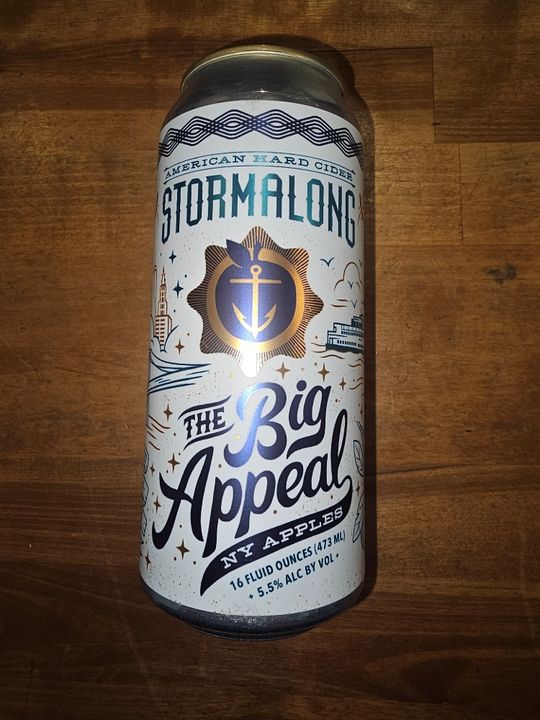 AMERICAN HARD CIDER
STORMALONG
THE Big
Appeal
NY APPLES
16 FLUID OUNCES (473 ML)
• 5.5% ALC BY VOL •